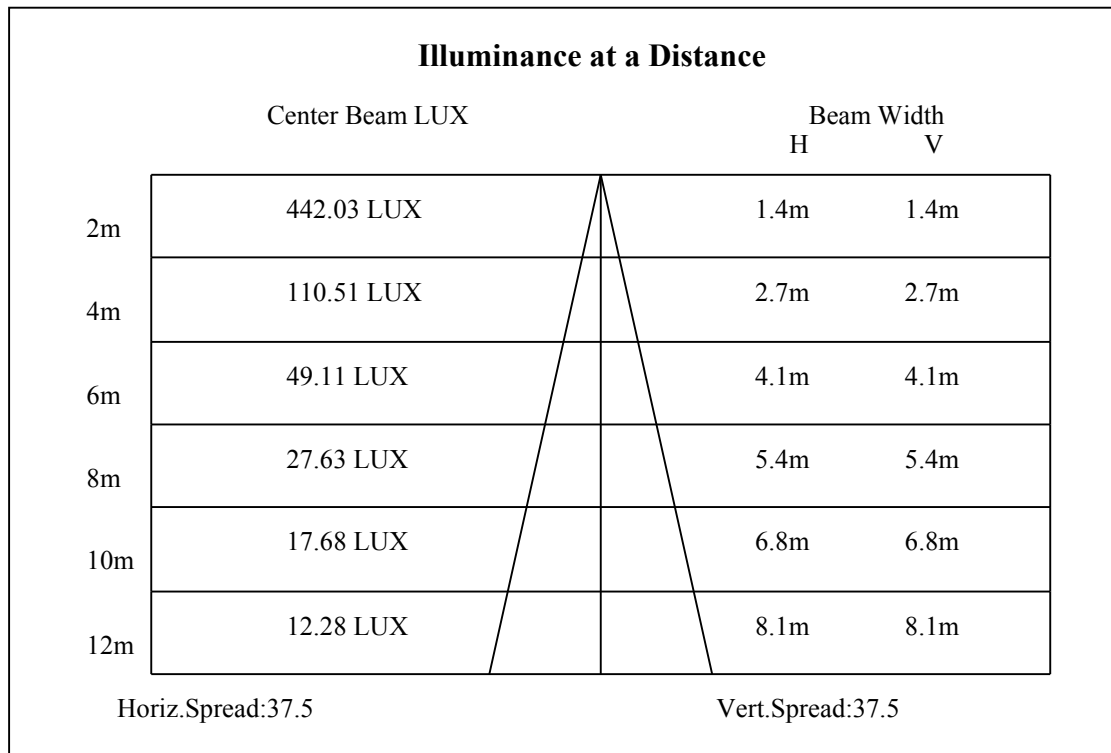 Illuminance at a Distance
Center Beam LUX Beam Width
H V
2m 442.03 LUX 1.4m 1.4m
4m 110.51 LUX 2.7m 2.7m
6m 49.11 LUX 4.1m 4.1m
8m 27.63 LUX 5.4m 5.4m
10m 17.68 LUX 6.8m 6.8m
12m 12.28 LUX 8.1m 8.1m
Horiz.Spread:37.5 Vert.Spread:37.5